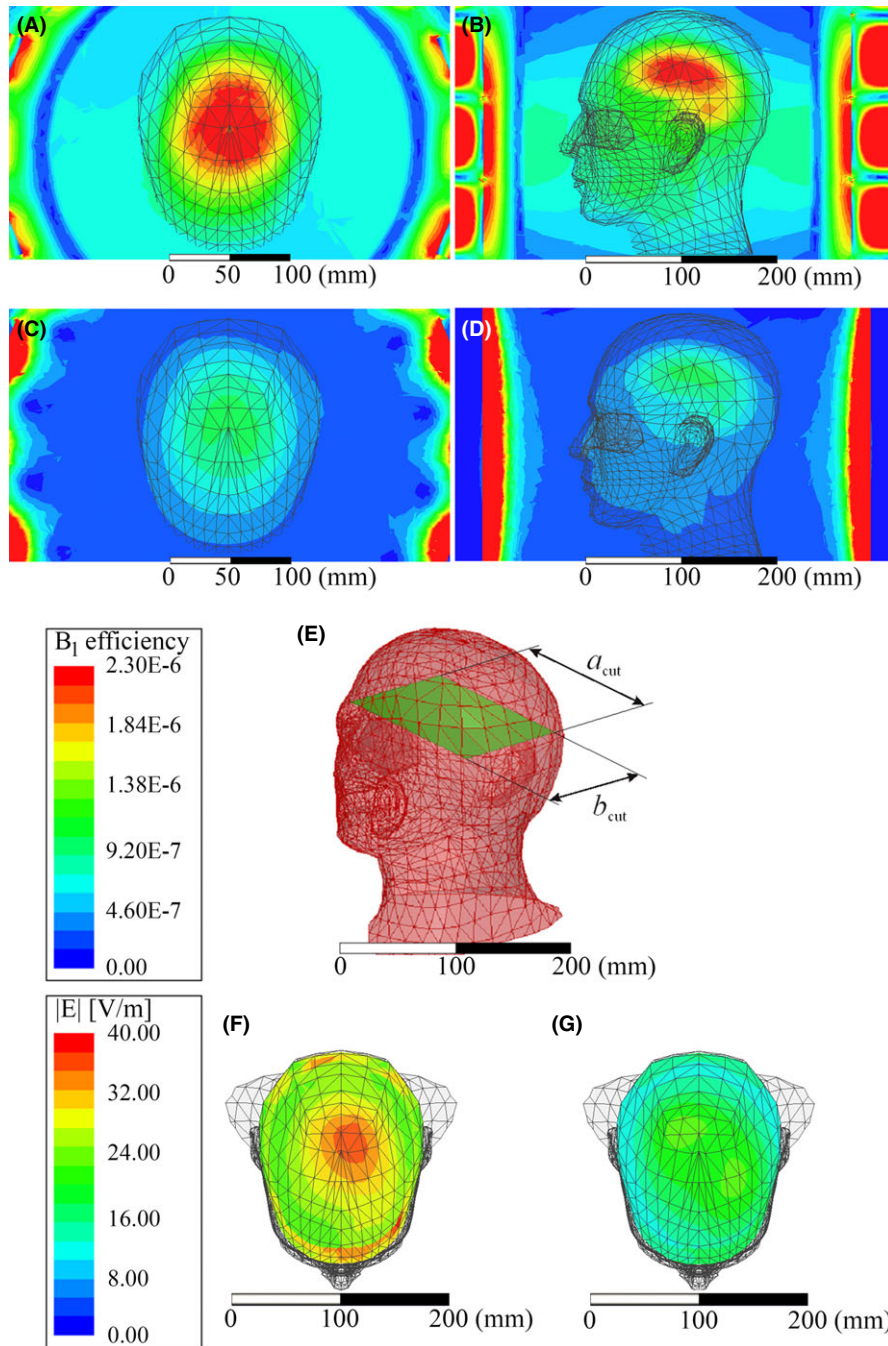 (A)
(B)
0 50 100 (mm)
0 100 200 (mm)
(C)
(D)
0 50 100 (mm)
0 100 200 (mm)
B1 efficiency
2.30E-6
1.84E-6
1.38E-6
9.20E-7
4.60E-7
0.00
(E)
acut
bcut
0 100 200 (mm)
|E| [V/m]
40.00
32.00
24.00
16.00
8.00
0.00
(F)
(G)
0 100 200 (mm)
0 100 200 (mm)